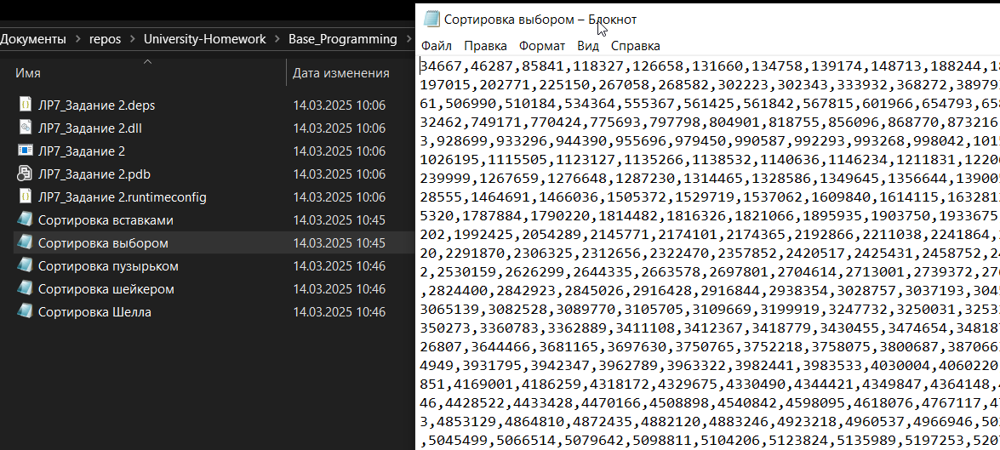 Документы > repos > University-Homework > Base_Programming >
Имя
Дата изменения
ЛР7_Задание 2.deps 14.03.2025 10:06
ЛР7_Задание 2.dll 14.03.2025 10:06
ЛР7_Задание 2 14.03.2025 10:06
ЛР7_Задание 2.pdb 14.03.2025 10:06
ЛР7_Задание 2.runtimeconfig 14.03.2025 10:06
Сортировка вставками 14.03.2025 10:45
Сортировка выбором 14.03.2025 10:45
Сортировка пузырьком 14.03.2025 10:46
Сортировка шейкером 14.03.2025 10:46
Сортировка Шелла 14.03.2025 10:46
Сортировка выбором – Блокнот
Файл Правка Формат Вид Справка
34667,46287,85841,118327,126658,131660,134758,139174,148713,188244,18
197015,202771,225150,267058,268582,302223,302343,333932,368272,38979
61,506990,510184,534364,555367,561425,561842,567815,601966,654793,658
32462,749171,770424,775693,797798,804901,818755,856096,868770,873216
3,928699,933296,944390,955696,979450,990587,992293,993268,998042,101
1026195,1115505,1123127,1135266,1138532,1140636,1146234,1211831,1220
239999,1267659,1276648,1287230,1314465,1328586,1349645,1356644,13900
28555,1464691,1466036,1505372,1529719,1537062,1609840,1614115,163281
5320,1787884,1790220,1814482,1816326,1821066,1895935,1903750,1933675
202,1992425,2054289,2145771,2174101,2174365,2192866,2211038,2241864,
20,2291870,2306325,2312656,2322470,2357852,2420517,2425431,2458752,24
2,2530159,2626299,2644335,2663578,2697801,2704614,2713001,2739372,27
,2824400,2842923,2845026,2916428,2916844,2938354,3028757,3037193,304
3065139,3082528,3089770,3105705,3109669,3199919,3247732,3250031,3253
350273,3360783,3362889,3411108,3412367,3418779,3430455,3474654,34818
26807,3644466,3681165,3697630,3750765,3752218,3758075,3800687,387066
4949,3931795,3942347,3962789,3963322,3982441,3983533,4030004,4060220
851,4169001,4186259,4318172,4329675,4330490,4344421,4349847,4364148,4
46,4428522,4433428,4470166,4508898,4540842,4598095,4618076,4767117,4
3,4853129,4864810,4872435,4882120,4883246,4923218,4960537,4966946,50
,5045499,5066514,5079642,5098811,5104206,5123824,5135989,5197253,520